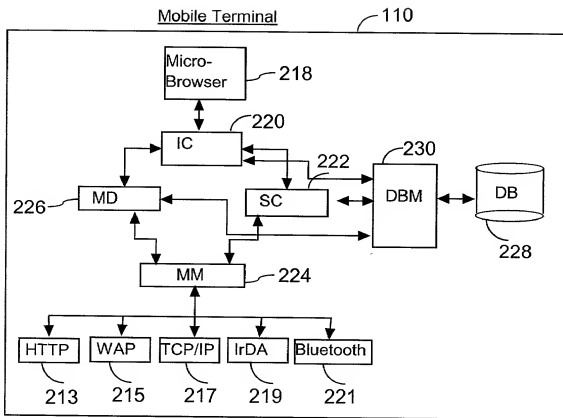 Mobile Terminal
110
Micro-
Browser
218
220
IC
222
230
MD
SC
DBM
DB
226
228
MM
224
HTTP
WAP
TCP/IP
IrDA
Bluetooth
213
215
217
219
221